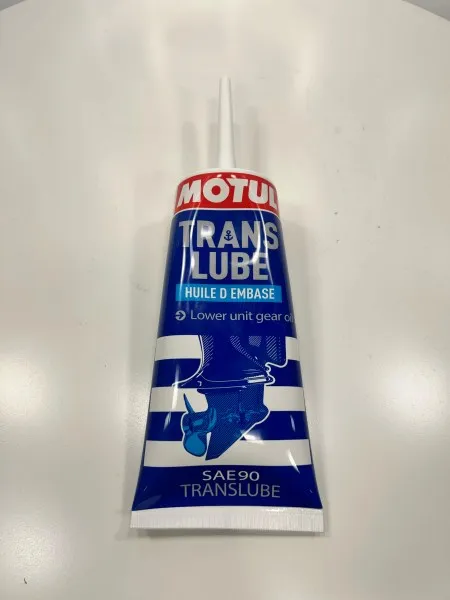 MOTUL
TRANS
LUBE
HUILE D EMBASE
Lower unit gear oil
SAE90
TRANSLUBE